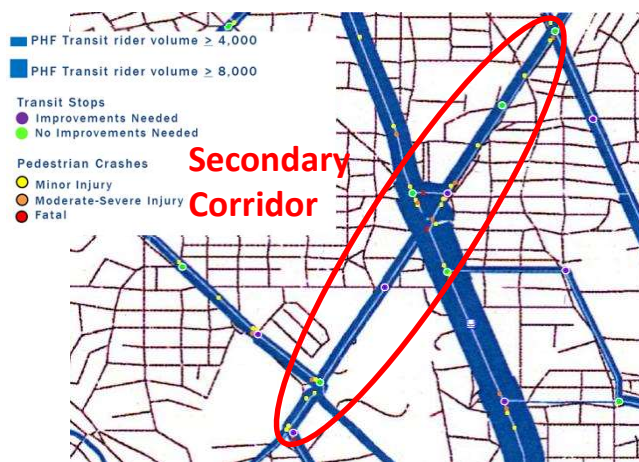 PHF Transit rider volume ≥ 4,000
PHF Transit rider volume ≥ 8,000
Transit Stops
Improvements Needed
No Improvements Needed
Pedestrian Crashes
Minor Injury
Moderate-Severe Injury
Fatal
Secondary
Corridor